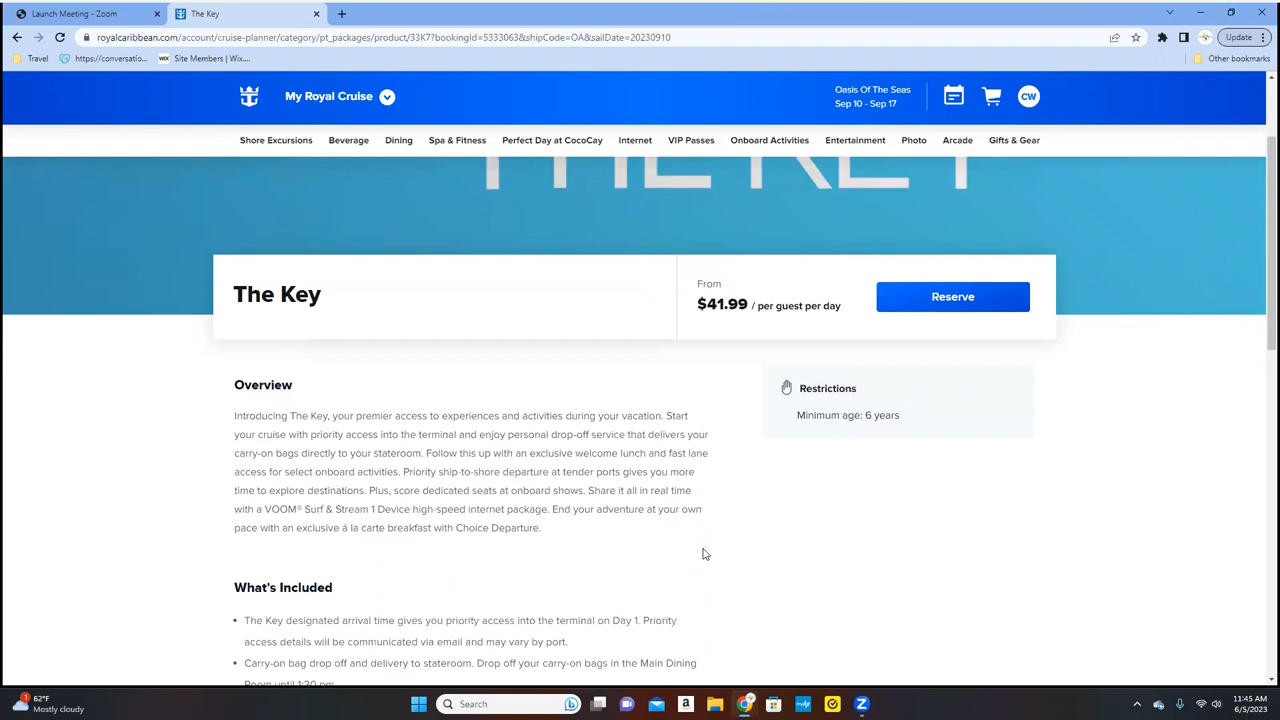 Launch Meeting - Zoom
The Key
royalcaribbean.com/account/cruise-planner/category/pt_packages/product/33K7?bookingId=5333063&shipCode=OA&sailDate=20230910
Update
Travel
https://conversatio...
Site Members | Wix....
Other bookmarks
My Royal Cruise
Oasis Of The Seas
Sep 10 - Sep 17
CW
Shore Excursions Beverage Dining Spa & Fitness Perfect Day at CocoCay Internet VIP Passes Onboard Activities Entertainment Photo Arcade Gifts & Gear
THE KEY
The Key
From
$41.99 / per guest per day
Reserve
Overview
Introducing The Key, your premier access to experiences and activities during your vacation. Start
your cruise with priority access into the terminal and enjoy personal drop-off service that delivers your
carry-on bags directly to your stateroom. Follow this up with an exclusive welcome lunch and fast lane
access for select onboard activities. Priority ship-to-shore departure at tender ports gives you more
time to explore destinations. Plus, score dedicated seats at onboard shows. Share it all in real time
with a VOOM® Surf & Stream 1 Device high-speed internet package. End your adventure at your own
pace with an exclusive á la carte breakfast with Choice Departure.
Restrictions
Minimum age: 6 years
What's Included
• The Key designated arrival time gives you priority access into the terminal on Day 1. Priority
access details will be communicated via email and may vary by port.
• Carry-on bag drop off and delivery to stateroom. Drop off your carry-on bags in the Main Dining
Room until 1:30 pm
1
62°F
Mostly cloudy
Search
11:45 AM
6/5/2023